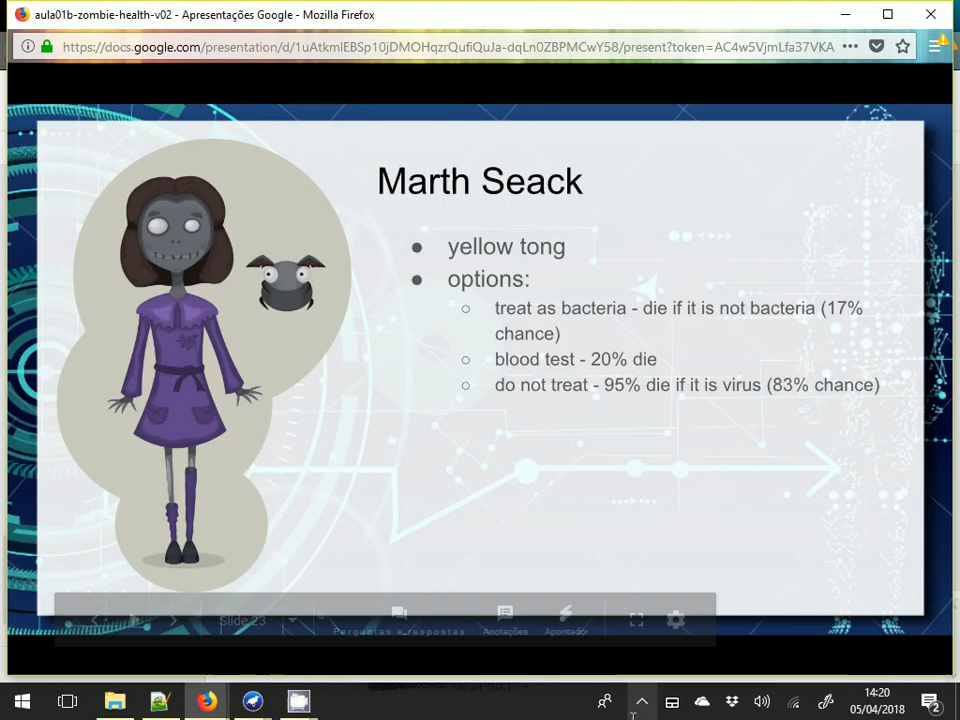 aula01b-zombie-health-v02 - Apresentações Google - Mozilla Firefox
https://docs.google.com/presentation/d/1uAtkmlEBSp10jDMOHqzrQufiQuJa-dqLn0ZBPMCwY58/present?token=AC4w5VjmLfa37VKA
Marth Seack
yellow tong
options:
treat as bacteria - die if it is not bacteria (17%
chance)
blood test - 20% die
do not treat - 95% die if it is virus (83% chance)
Slide 23
Perguntas e respostas
Anotações
Apontador
14:20
05/04/2018
2